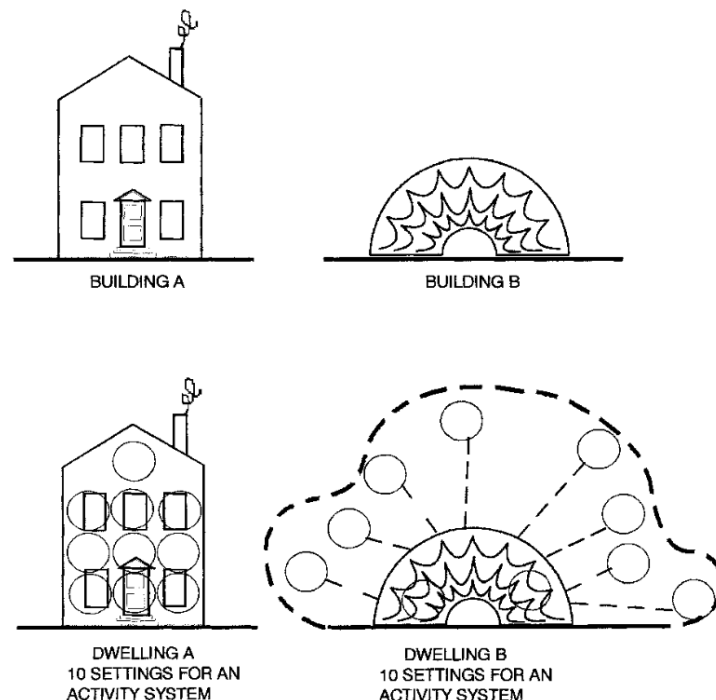 BUILDING A
BUILDING B
DWELLING A
10 SETTINGS FOR AN
ACTIVITY SYSTEM
DWELLING B
10 SETTINGS FOR AN
ACTIVITY SYSTEM